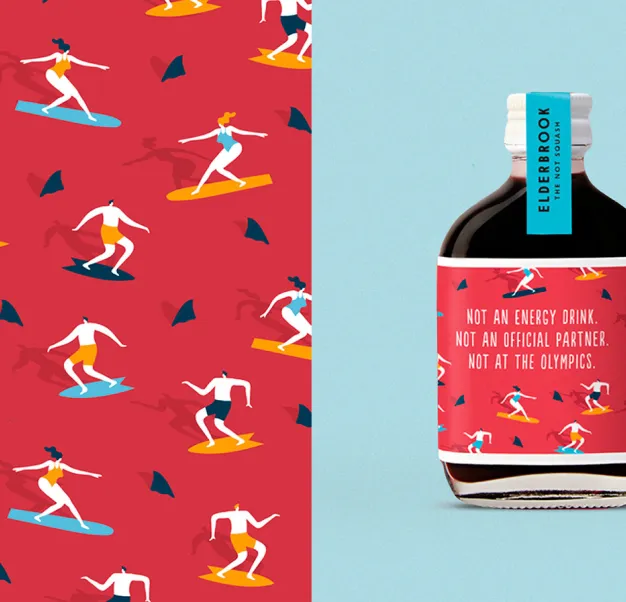 ELDERBROOK
THE NOT SQUASH
NOT AN ENERGY DRINK.
NOT AN OFFICIAL PARTNER.
NOT AT THE OLYMPICS.